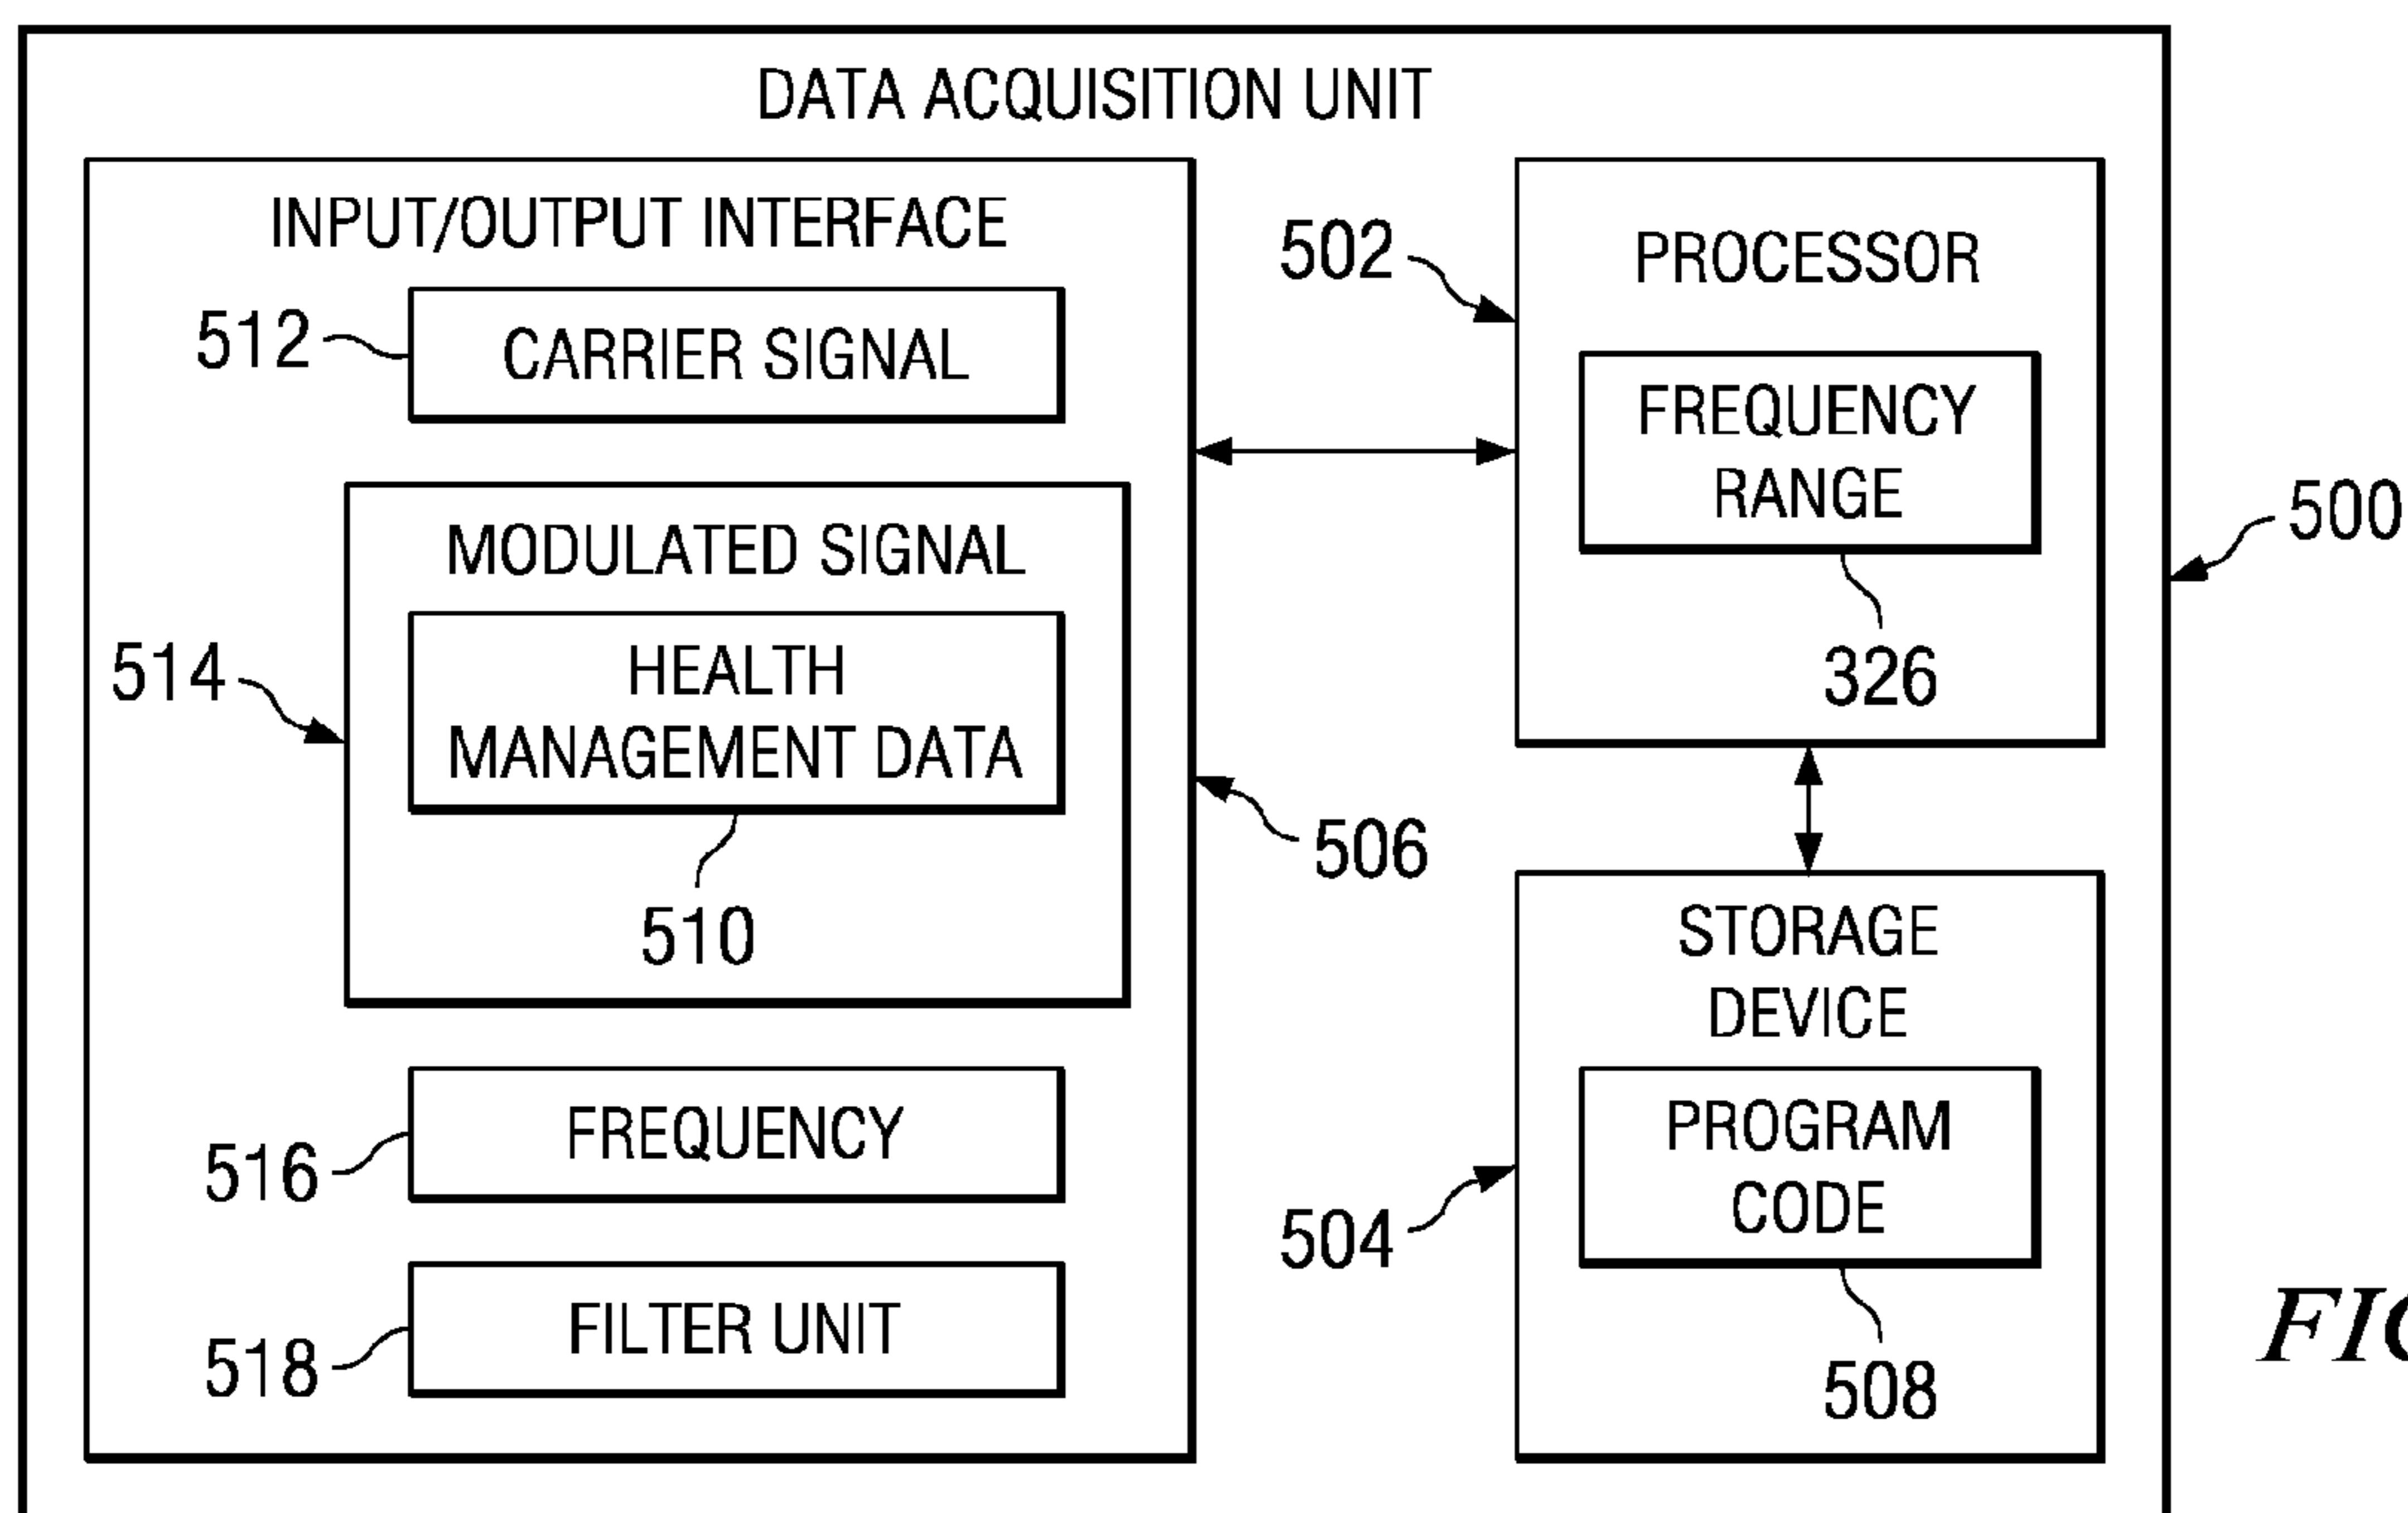 DATA ACQUISITION UNIT
INPUT/OUTPUT INTERFACE
512
CARRIER SIGNAL
MODULATED SIGNAL
514
HEALTH
MANAGEMENT DATA
510
506
516
FREQUENCY
518
FILTER UNIT
502
PROCESSOR
FREQUENCY
RANGE
326
500
STORAGE
DEVICE
504
PROGRAM
CODE
508